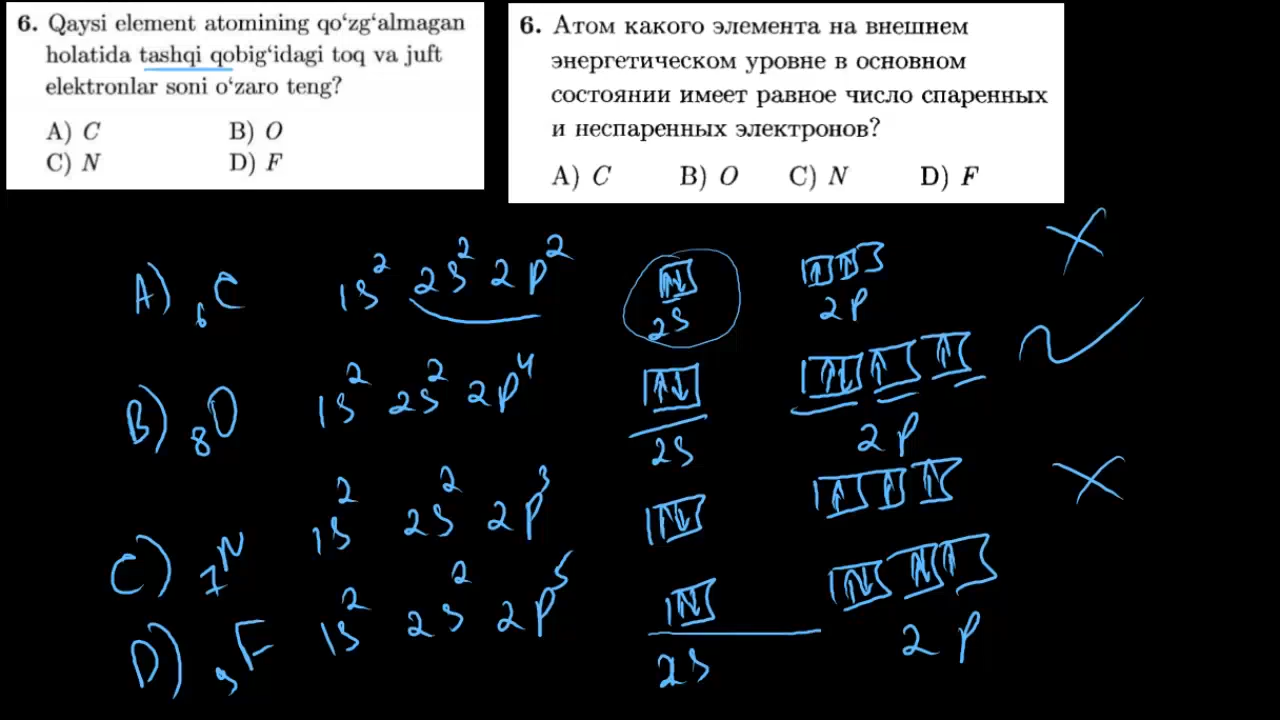 6. Qaysi element atomining qo‘zg‘almagan
holatida tashqi qobig‘idagi toq va juft
elektronlar soni o‘zaro teng?
A) C B) O
C) N D) F
6. Атом какого элемента на внешнем
энергетическом уровне в основном
состоянии имеет равное число спаренных
и неспаренных электронов?
A) C B) O C) N D) F
A) ₆C 1s² 2s² 2p² ↑↓ ↑ ↑
2s 2p
B) ₈O 1s² 2s² 2p⁴ ↑↓ ↑↓ ↑ ↑
2s 2p
C) ₇N 1s² 2s² 2p³ ↑↓ ↑ ↑ ↑
D) ₉F 1s² 2s² 2p⁵ ↑↓ ↑↓ ↑↓ ↑
2s 2p